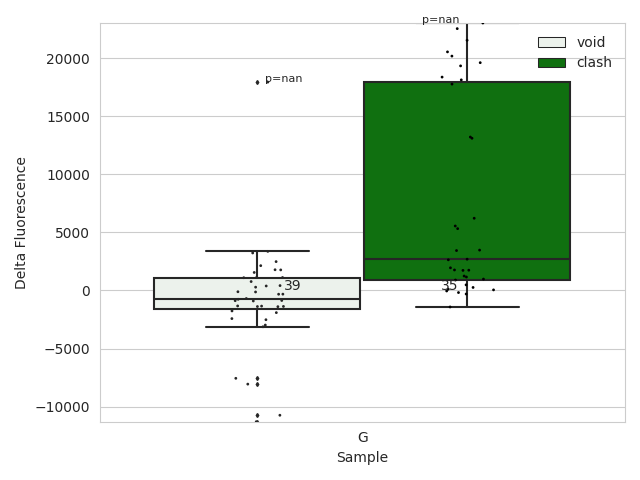 p=nan
void
clash
p=nan
20000
15000
10000
5000
0
−5000
−10000
39
35
Delta Fluorescence
G
Sample